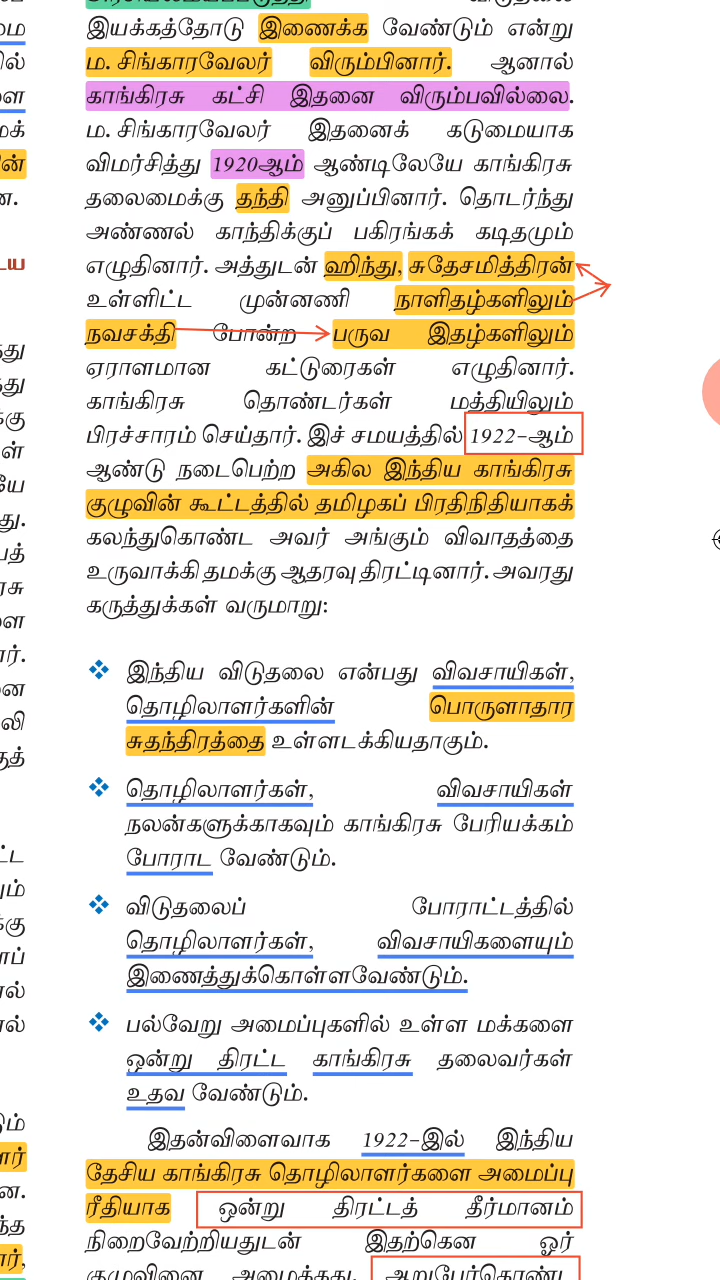 இயக்கத்தோடு இணைக்க வேண்டும் என்று
ம. சிங்காரவேலர் விரும்பினார். ஆனால்
காங்கிரசு கட்சி இதனை விரும்பவில்லை.
ம. சிங்காரவேலர் இதனைக் கடுமையாக
விமர்சித்து 1920ஆம் ஆண்டிலேயே காங்கிரசு
தலைமைக்கு தந்தி அனுப்பினார். தொடர்ந்து
அண்ணல் காந்திக்குப் பகிரங்கக் கடிதமும்
எழுதினார். அத்துடன் ஹிந்து, சுதேசமித்திரன்
உள்ளிட்ட முன்னணி நாளிதழ்களிலும்
நவசக்தி போன்ற பருவ இதழ்களிலும்
ஏராளமான கட்டுரைகள் எழுதினார்.
காங்கிரசு தொண்டர்கள் மத்தியிலும்
பிரச்சாரம் செய்தார். இச் சமயத்தில் 1922-ஆம்
ஆண்டு நடைபெற்ற அகில இந்திய காங்கிரசு
குழுவின் கூட்டத்தில் தமிழகப் பிரதிநிதியாகக்
கலந்துகொண்ட அவர் அங்கும் விவாதத்தை
உருவாக்கி தமக்கு ஆதரவு திரட்டினார். அவரது
கருத்துக்கள் வருமாறு:
❖ இந்திய விடுதலை என்பது விவசாயிகள்,
தொழிலாளர்களின் பொருளாதார
சுதந்திரத்தை உள்ளடக்கியதாகும்.
❖ தொழிலாளர்கள், விவசாயிகள்
நலன்களுக்காகவும் காங்கிரசு பேரியக்கம்
போராட வேண்டும்.
❖ விடுதலைப் போராட்டத்தில்
தொழிலாளர்கள், விவசாயிகளையும்
இணைத்துக்கொள்ளவேண்டும்.
❖ பல்வேறு அமைப்புகளில் உள்ள மக்களை
ஒன்று திரட்ட காங்கிரசு தலைவர்கள்
உதவ வேண்டும்.
இதன்விளைவாக 1922-இல் இந்திய
தேசிய காங்கிரசு தொழிலாளர்களை அமைப்பு
ரீதியாக ஒன்று திரட்டத் தீர்மானம்
நிறைவேற்றியதுடன் இதற்கென ஓர்
குழுவினை அமைத்தது. ஆறுபேர்கொண்ட